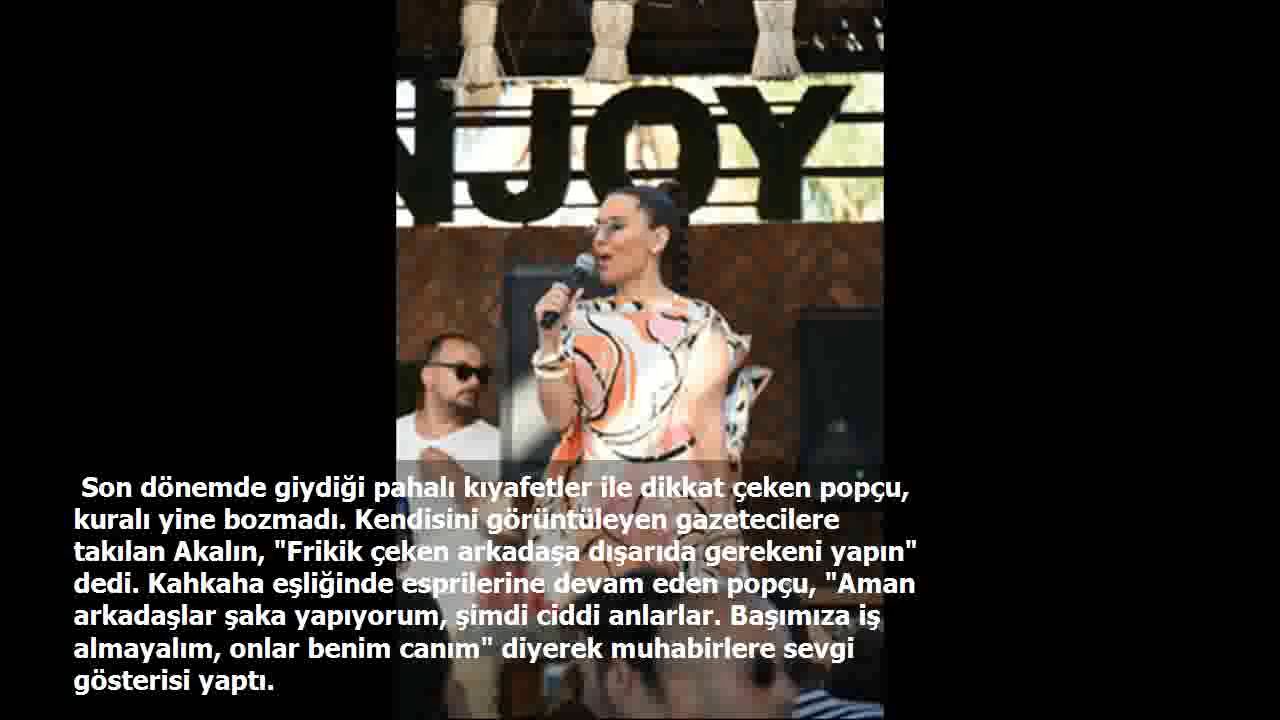 NJOY
Son dönemde giydiği pahalı kıyafetler ile dikkat çeken popçu,
kuralı yine bozmadı. Kendisini görüntüleyen gazetecilere
takılan Akalın, "Frikik çeken arkadaşa dışarıda gerekeni yapın"
dedi. Kahkaha eşliğinde esprilerine devam eden popçu, "Aman
arkadaşlar şaka yapıyorum, şimdi ciddi anlarlar. Başımıza iş
almayalım, onlar benim canım" diyerek muhabirlere sevgi
gösterisi yaptı.